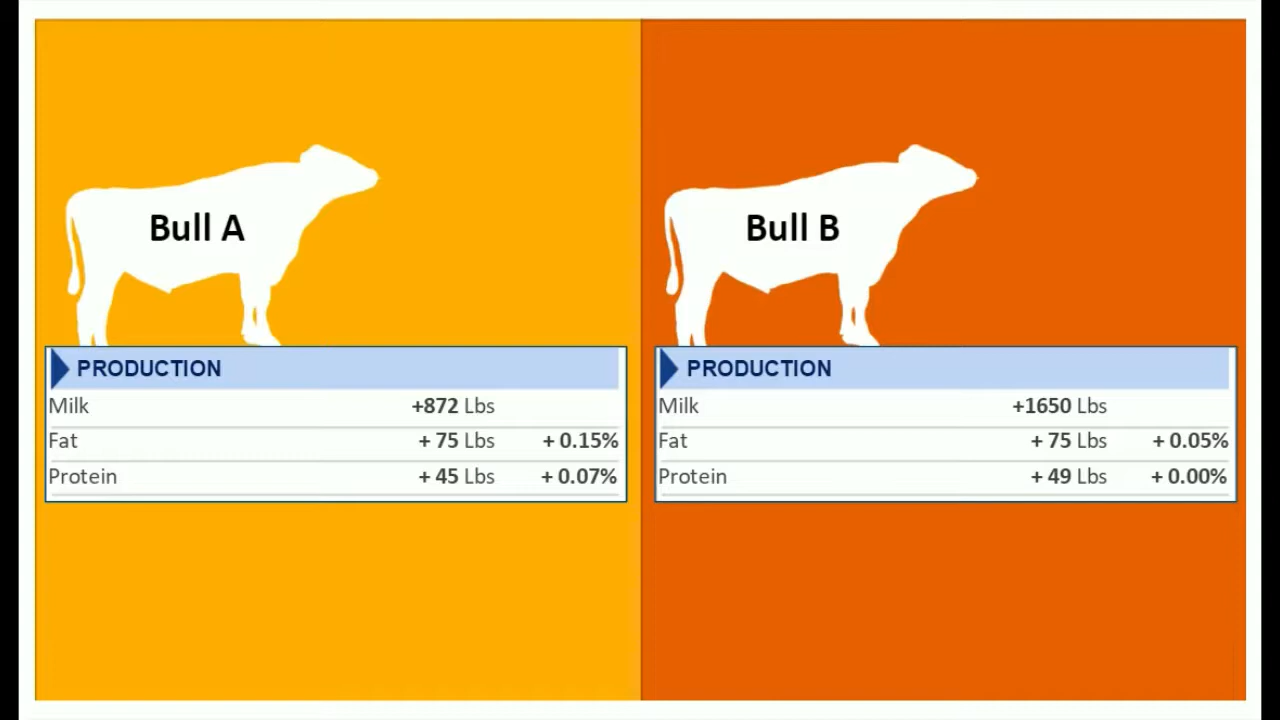 Bull A
PRODUCTION
Milk +872 Lbs
Fat + 75 Lbs + 0.15%
Protein + 45 Lbs + 0.07%
Bull B
PRODUCTION
Milk +1650 Lbs
Fat + 75 Lbs + 0.05%
Protein + 49 Lbs + 0.00%